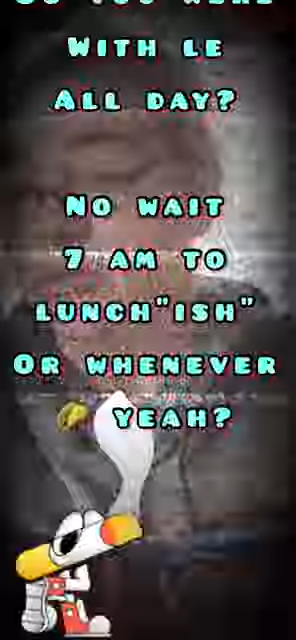 With le
All day?
No wait
7 am to
lunch"ish"
Or whenever
yeah?